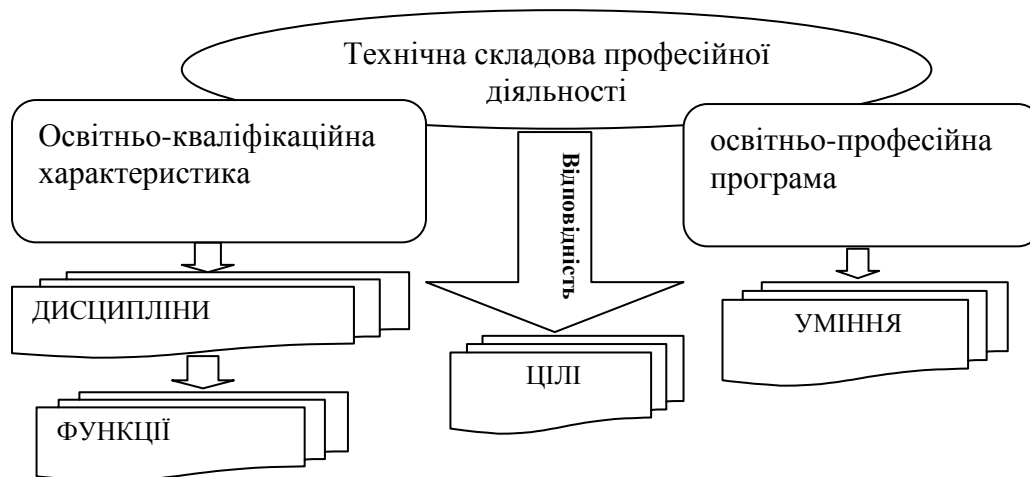 Технічна складова професійної
діяльності
Освітньо-кваліфікаційна
характеристика
Відповідність
освітньо-професійна
програма
ДИСЦИПЛІНИ
ЦІЛІ
УМІННЯ
ФУНКЦІЇ